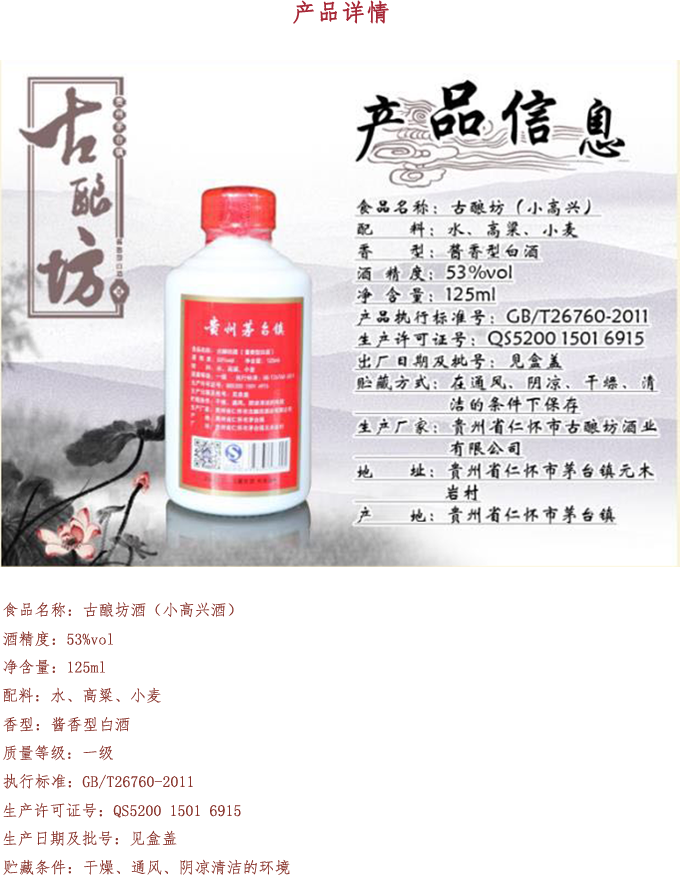 产品详情
古酿坊
产品信息
食品名称：古酿坊（小高兴）
配　　料：水、高粱、小麦
香　　型：酱香型白酒
酒 精 度：53%vol
净 含 量：125ml
产品执行标准号：GB/T26760-2011
生产许可证号：QS5200 1501 6915
出厂日期及批号：见盒盖
贮藏方式：在通风、阴凉、干燥、清
洁的条件下保存
生产厂家：贵州省仁怀市古酿坊酒业
有限公司
地　　址：贵州省仁怀市茅台镇元木
岩村
产　　地：贵州省仁怀市茅台镇
贵州茅台镇
食品名称：古酿坊酒（小高兴酒）
酒精度：53%vol
净含量：125ml
配料：水、高粱、小麦
香型：酱香型白酒
质量等级：一级
执行标准：GB/T26760-2011
生产许可证号：QS5200 1501 6915
生产日期及批号：见盒盖
贮藏条件：干燥、通风、阴凉清洁的环境